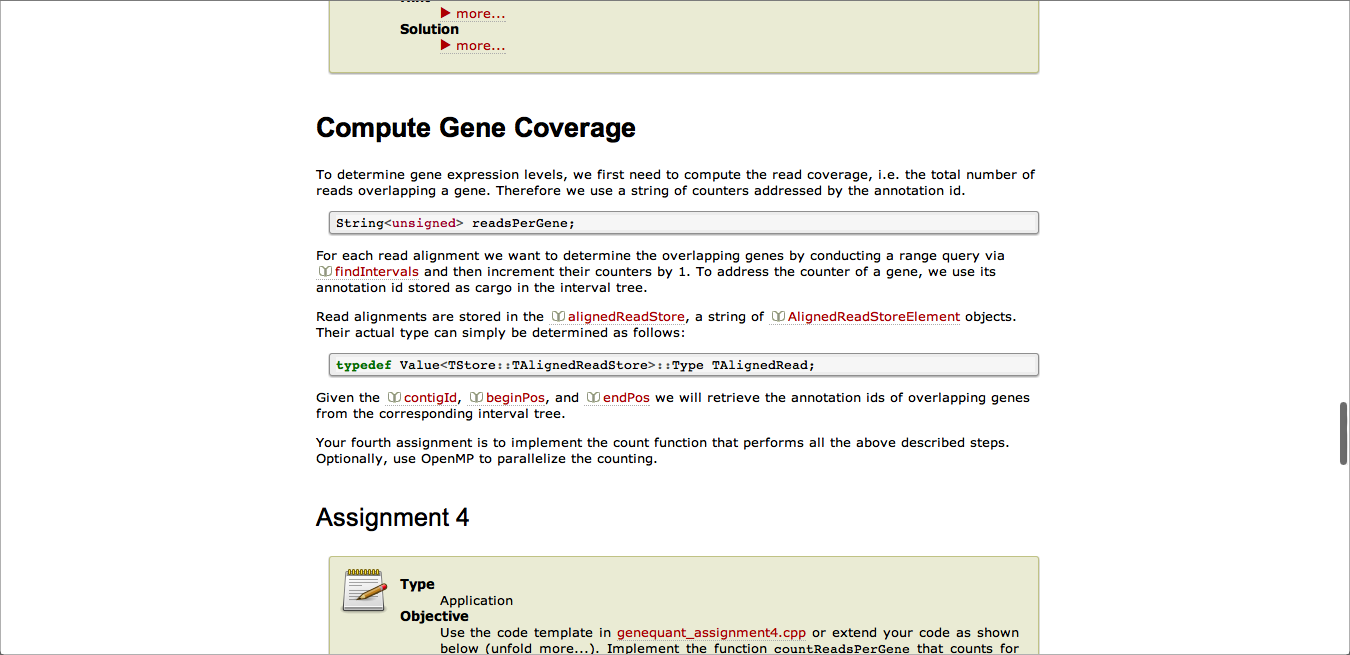 more...
Solution
more...
Compute Gene Coverage
To determine gene expression levels, we first need to compute the read coverage, i.e. the total number of
reads overlapping a gene. Therefore we use a string of counters addressed by the annotation id.
String<unsigned> readsPerGene;
For each read alignment we want to determine the overlapping genes by conducting a range query via
findIntervals and then increment their counters by 1. To address the counter of a gene, we use its
annotation id stored as cargo in the interval tree.
Read alignments are stored in the alignedReadStore, a string of AlignedReadStoreElement objects.
Their actual type can simply be determined as follows:
typedef Value<TStore::TAlignedReadStore>::Type TAlignedRead;
Given the contigId, beginPos, and endPos we will retrieve the annotation ids of overlapping genes
from the corresponding interval tree.
Your fourth assignment is to implement the count function that performs all the above described steps.
Optionally, use OpenMP to parallelize the counting.
Assignment 4
Type
Application
Objective
Use the code template in genequant_assignment4.cpp or extend your code as shown
below (unfold more...). Implement the function countReadsPerGene that counts for